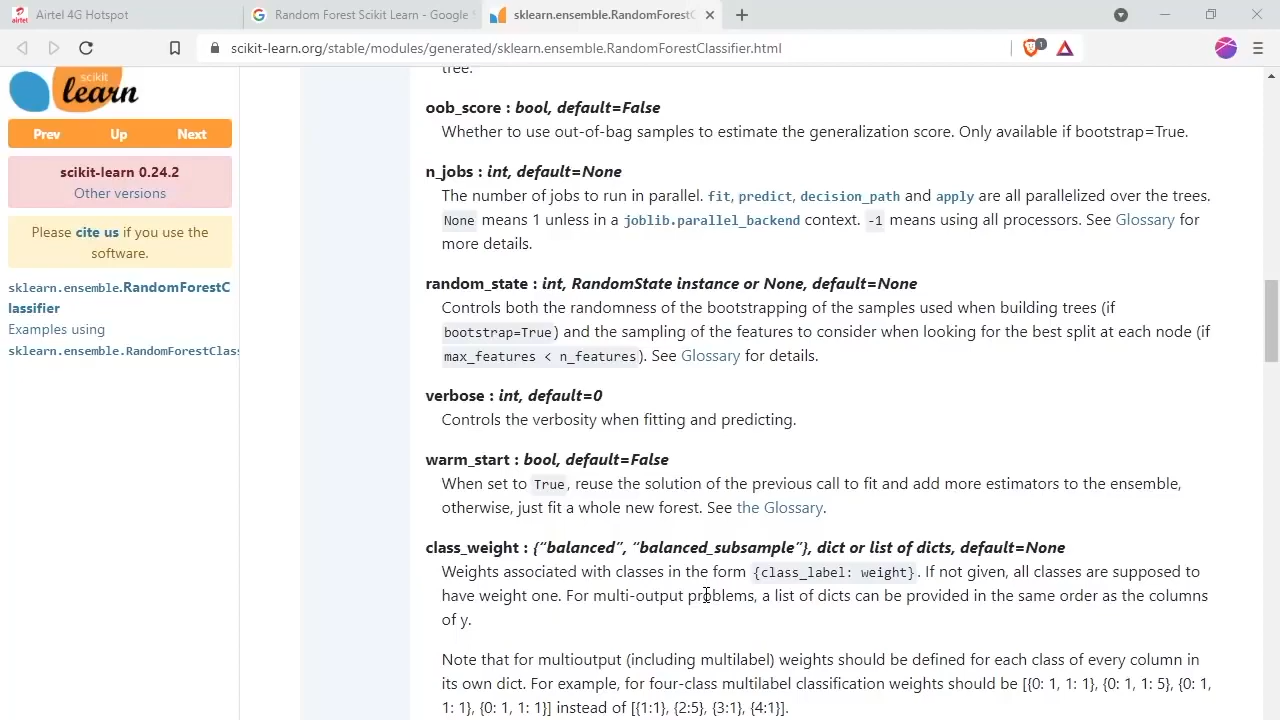 Airtel 4G Hotspot
Random Forest Scikit Learn - Google
sklearn.ensemble.RandomForestC
scikit-learn.org/stable/modules/generated/sklearn.ensemble.RandomForestClassifier.html
1
scikit
learn
Prev Up Next
scikit-learn 0.24.2
Other versions
Please cite us if you use the
software.
sklearn.ensemble.RandomForestC
lassifier
Examples using
sklearn.ensemble.RandomForestClass
tree.
oob_score : bool, default=False
Whether to use out-of-bag samples to estimate the generalization score. Only available if bootstrap=True.
n_jobs : int, default=None
The number of jobs to run in parallel. fit, predict, decision_path and apply are all parallelized over the trees.
None means 1 unless in a joblib.parallel_backend context. -1 means using all processors. See Glossary for
more details.
random_state : int, RandomState instance or None, default=None
Controls both the randomness of the bootstrapping of the samples used when building trees (if
bootstrap=True) and the sampling of the features to consider when looking for the best split at each node (if
max_features < n_features). See Glossary for details.
verbose : int, default=0
Controls the verbosity when fitting and predicting.
warm_start : bool, default=False
When set to True, reuse the solution of the previous call to fit and add more estimators to the ensemble,
otherwise, just fit a whole new forest. See the Glossary.
class_weight : {“balanced”, “balanced_subsample”}, dict or list of dicts, default=None
Weights associated with classes in the form {class_label: weight}. If not given, all classes are supposed to
have weight one. For multi-output problems, a list of dicts can be provided in the same order as the columns
of y.
Note that for multioutput (including multilabel) weights should be defined for each class of every column in
its own dict. For example, for four-class multilabel classification weights should be [{0: 1, 1: 1}, {0: 1, 1: 5}, {0: 1,
1: 1}, {0: 1, 1: 1}] instead of [{1:1}, {2:5}, {3:1}, {4:1}].